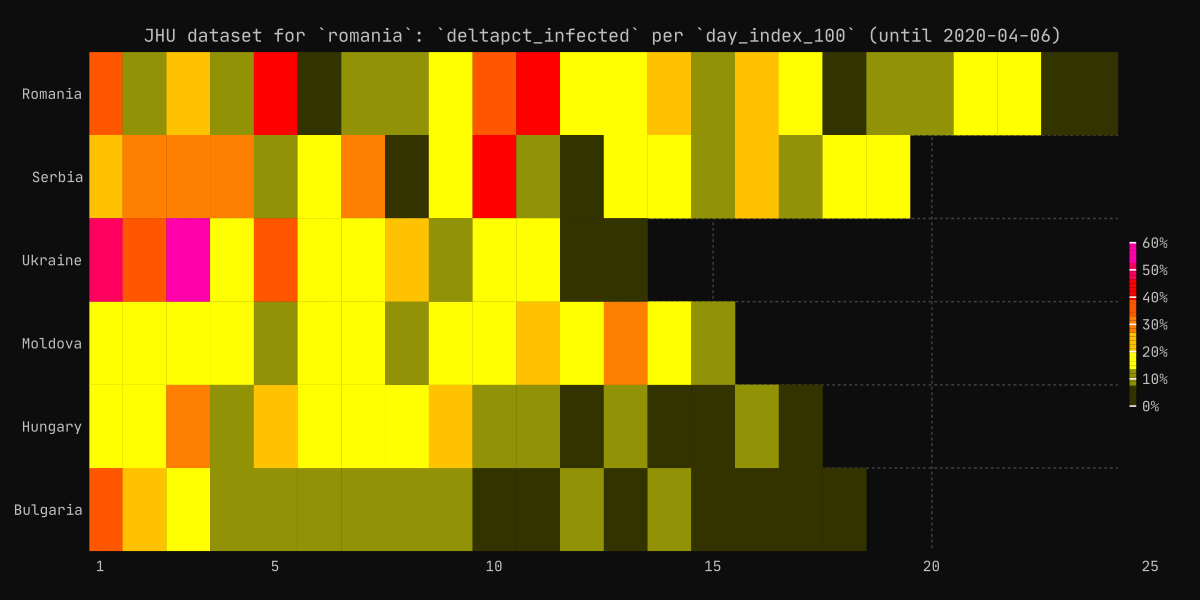 JHU dataset for `romania`: `deltapct_infected` per `day_index_100` (until 2020-04-06)
Romania
Serbia
Ukraine
Moldova
Hungary
Bulgaria
60%
50%
40%
30%
20%
10%
0%
1 5 10 15 20 25